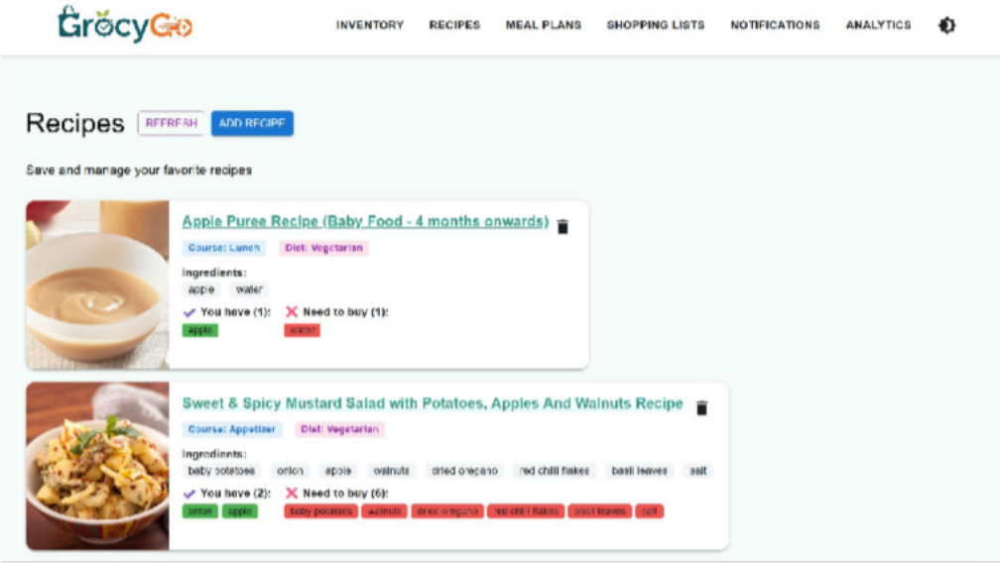 GrocyGo
INVENTORY RECIPES MEAL PLANS SHOPPING LISTS NOTIFICATIONS ANALYTICS
Recipes REFRESH ADD RECIPE
Save and manage your favorite recipes
Apple Puree Recipe (Baby Food - 4 months onwards)
Course: Lunch Diet: Vegetarian
Ingredients:
apple water
You have (1): Need to buy (1):
apple water
Sweet & Spicy Mustard Salad with Potatoes, Apples And Walnuts Recipe
Course: Appetizer Diet: Vegetarian
Ingredients:
baby potatoes onion apple walnuts dried oregano red chilli flakes basil leaves salt
You have (2): Need to buy (6):
onion apple baby potatoes walnuts dried oregano red chilli flakes basil leaves salt